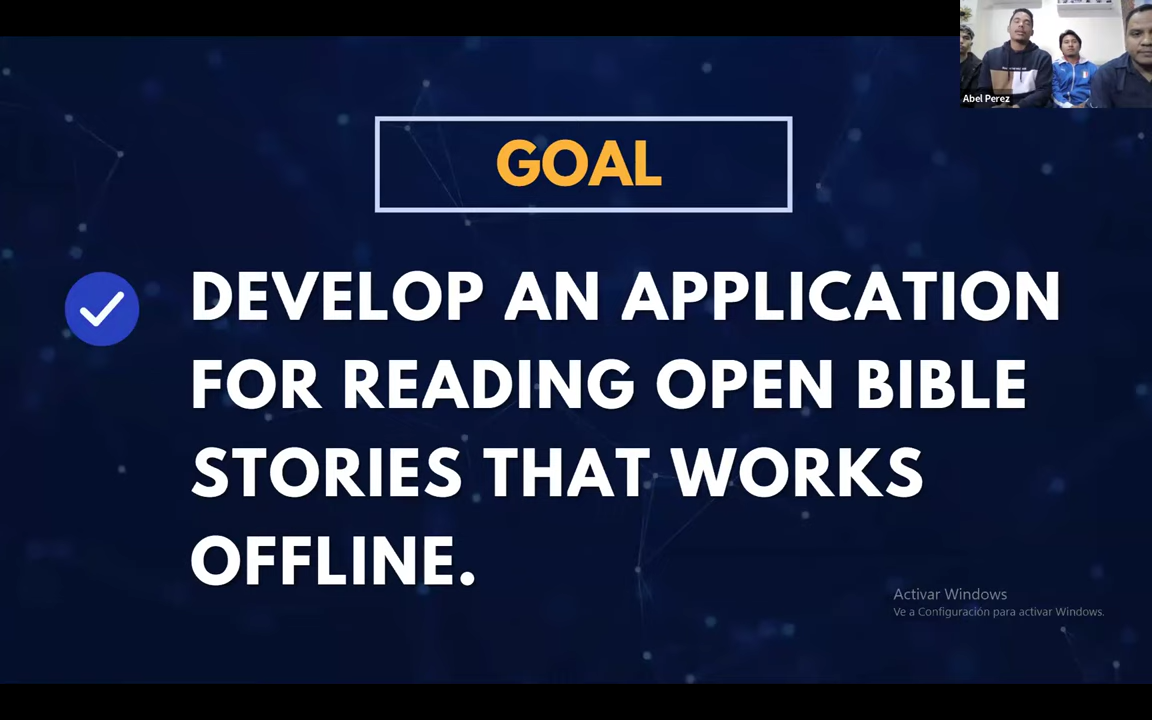 Abel Perez
GOAL
DEVELOP AN APPLICATION
FOR READING OPEN BIBLE
STORIES THAT WORKS
OFFLINE.
Activar Windows
Ve a Configuración para activar Windows.